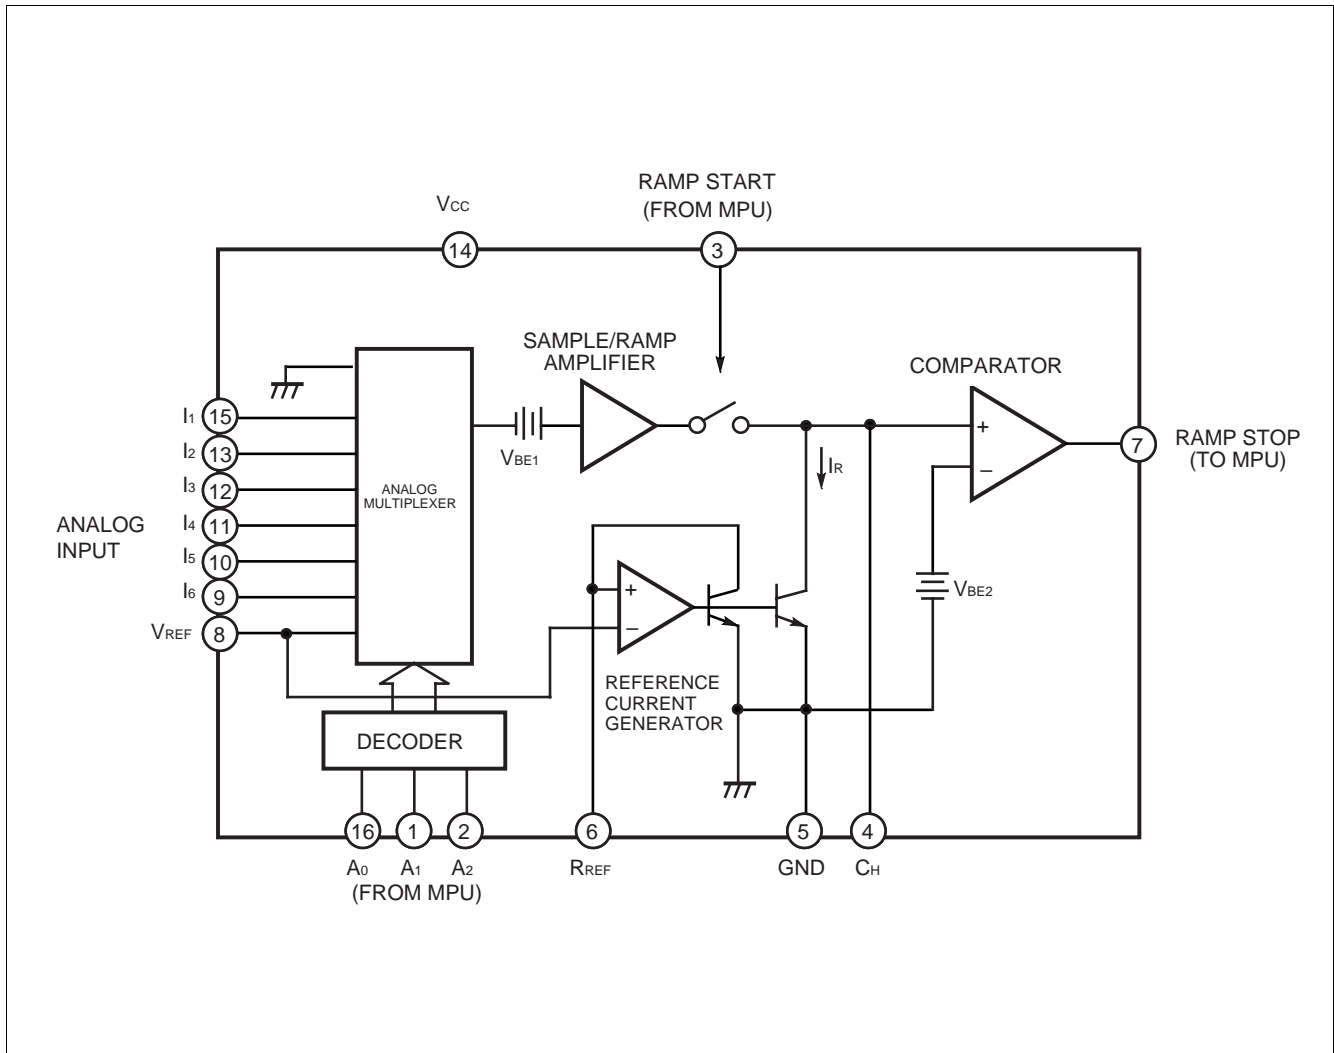 RAMP START
(FROM MPU)
VCC
14
3
SAMPLE/RAMP
AMPLIFIER
COMPARATOR
I1 15
I2 13
I3 12
I4 11
I5 10
I6 9
VREF 8
ANALOG
INPUT
ANALOG
MULTIPLEXER
VBE1
IR
+
−
7
RAMP STOP
(TO MPU)
+
−
VBE2
REFERENCE
CURRENT
GENERATOR
DECODER
16 1 2 6 5 4
A0 A1 A2 RREF GND CH
(FROM MPU)